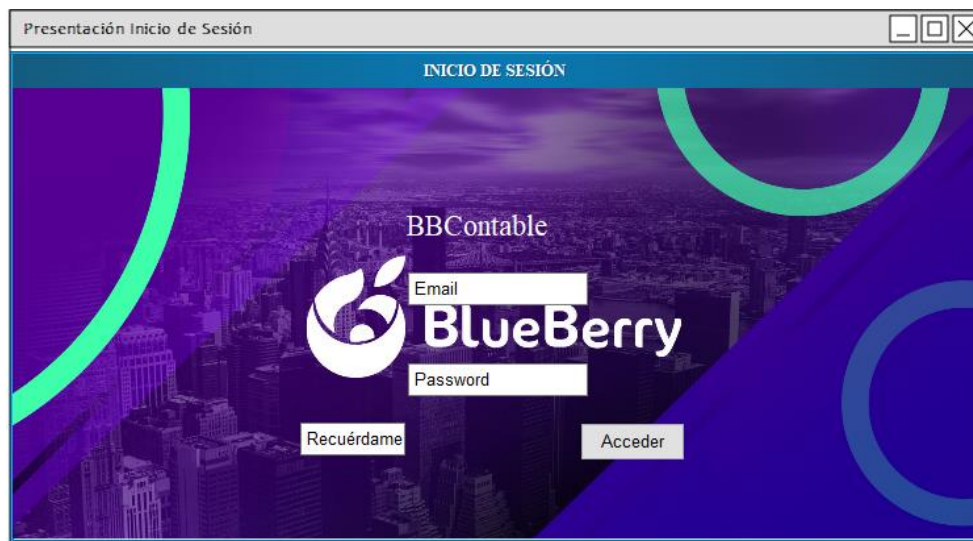 Presentación Inicio de Sesión
INICIO DE SESIÓN
BBContable
Email
BlueBerry
Password
Recuérdame
Acceder